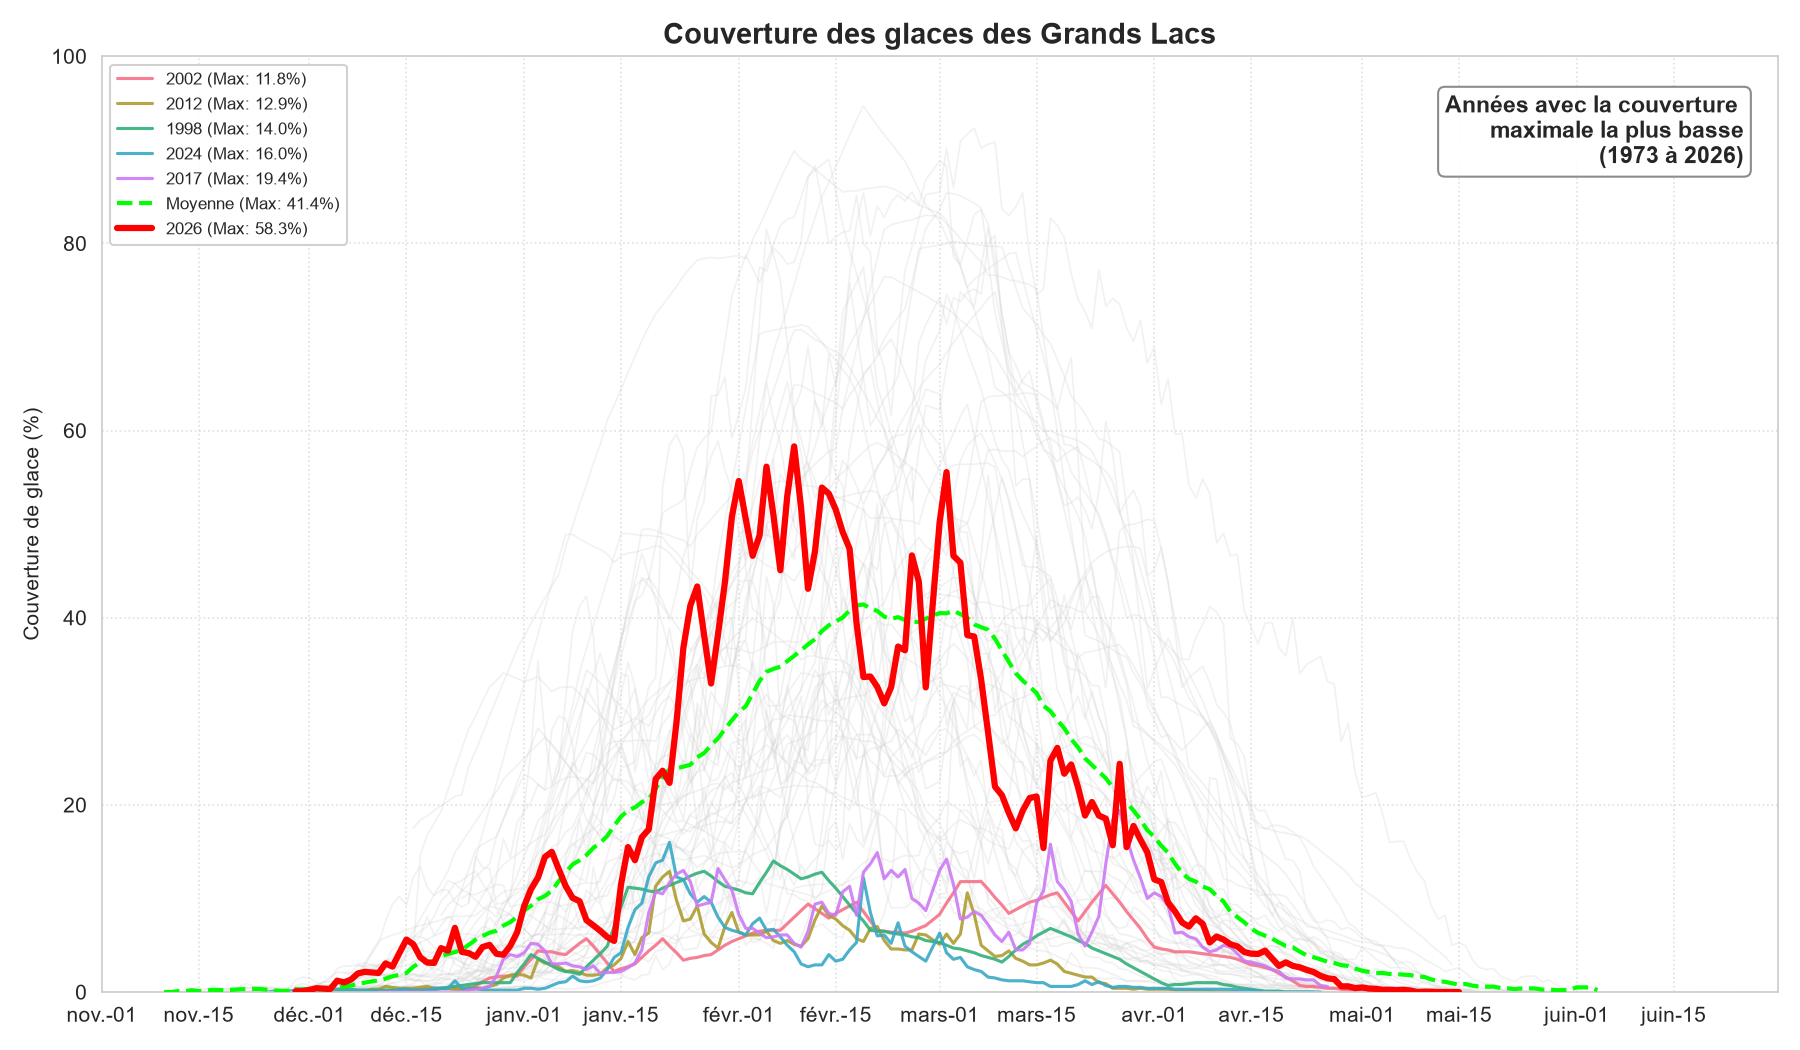 Couverture des glaces des Grands Lacs
100
80
60
40
20
0
Couverture de glace (%)
2002 (Max: 11.8%)
2012 (Max: 12.9%)
1998 (Max: 14.0%)
2024 (Max: 16.0%)
2017 (Max: 19.4%)
Moyenne (Max: 41.4%)
2026 (Max: 58.3%)
Années avec la couverture
maximale la plus basse
(1973 à 2026)
nov.-01 nov.-15 déc.-01 déc.-15 janv.-01 janv.-15 févr.-01 févr.-15 mars-01 mars-15 avr.-01 avr.-15 mai-01 mai-15 juin-01 juin-15